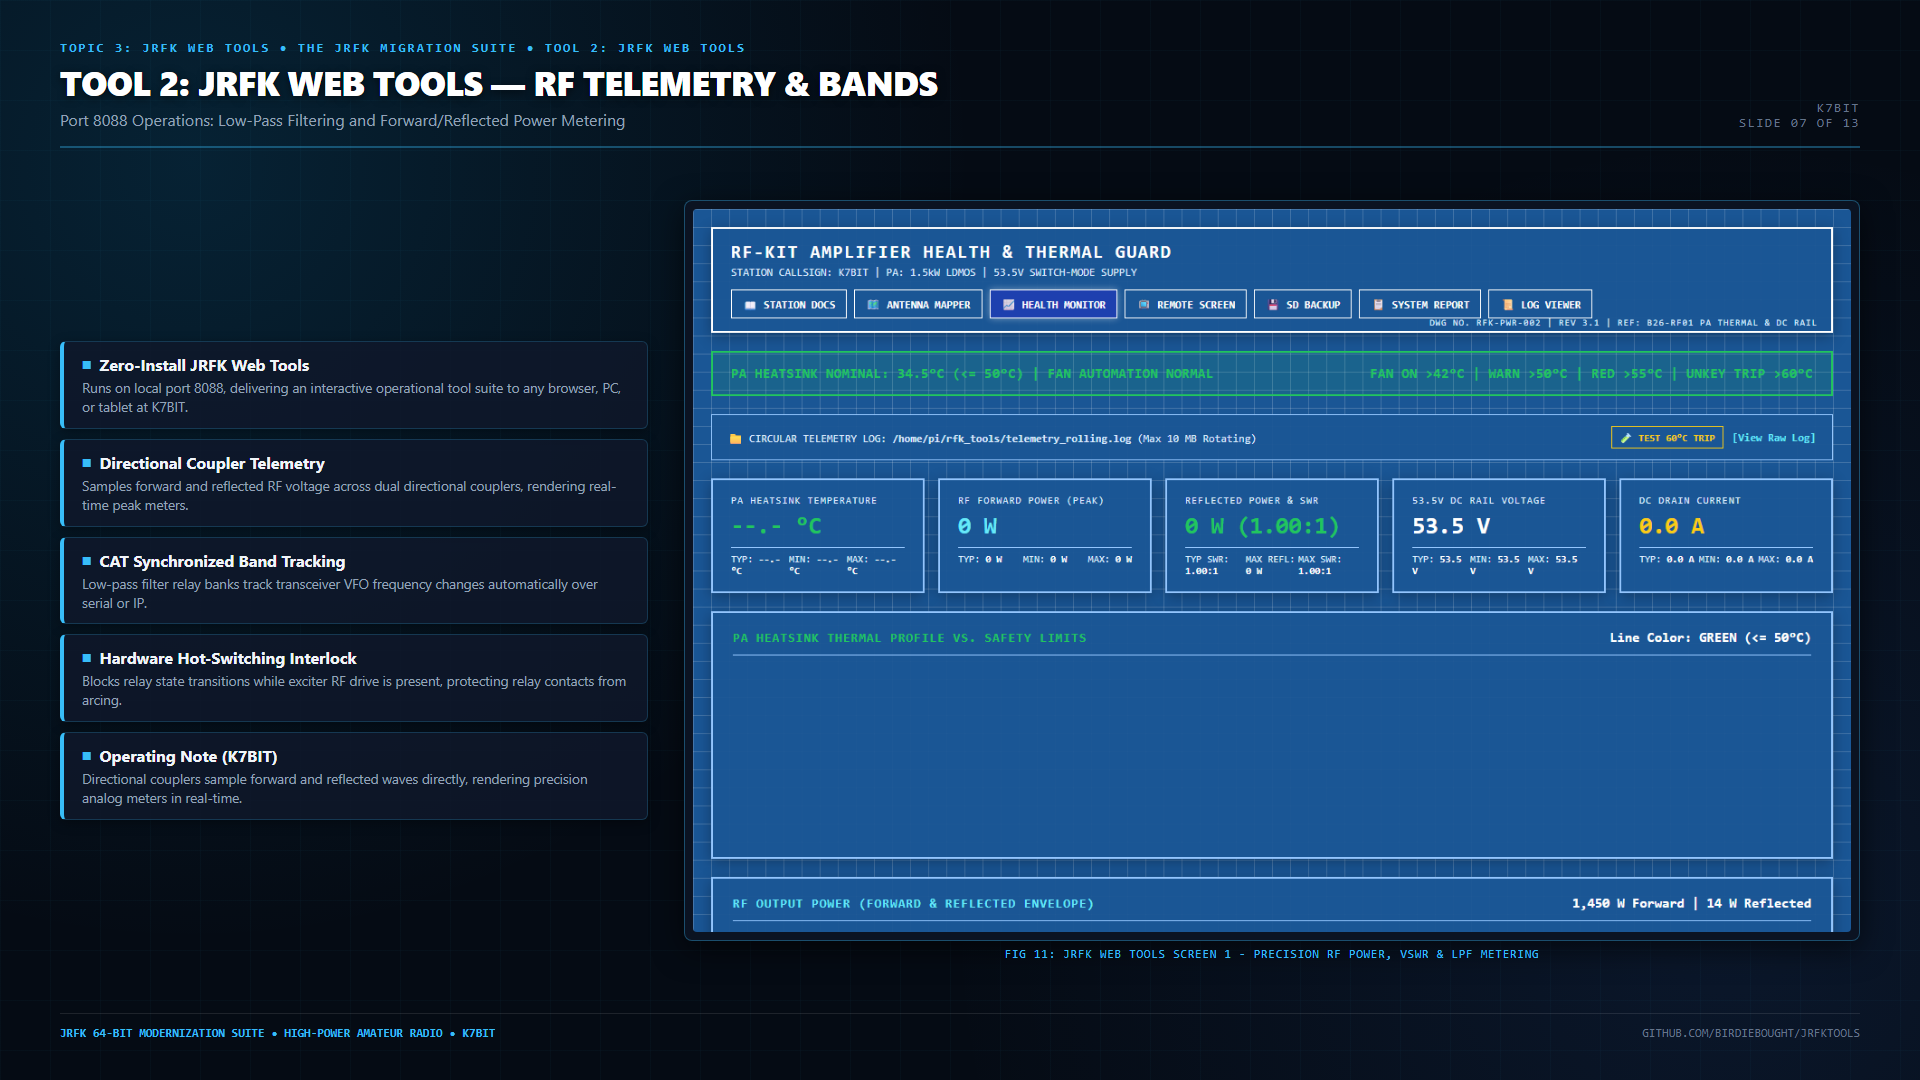 TOPIC 3: JRFK WEB TOOLS ● THE JRFK MIGRATION SUITE ● TOOL 2: JRFK WEB TOOLS
TOOL 2: JRFK WEB TOOLS — RF TELEMETRY & BANDS
Port 8088 Operations: Low-Pass Filtering and Forward/Reflected Power Metering
K7BIT
SLIDE 07 OF 13
■ Zero-Install JRFK Web Tools
Runs on local port 8088, delivering an interactive operational tool suite to any browser, PC,
or tablet at K7BIT.
■ Directional Coupler Telemetry
Samples forward and reflected RF voltage across dual directional couplers, rendering real-
time peak meters.
■ CAT Synchronized Band Tracking
Low-pass filter relay banks track transceiver VFO frequency changes automatically over
serial or IP.
■ Hardware Hot-Switching Interlock
Blocks relay state transitions while exciter RF drive is present, protecting relay contacts from
arcing.
■ Operating Note (K7BIT)
Directional couplers sample forward and reflected waves directly, rendering precision
analog meters in real-time.
RF-KIT AMPLIFIER HEALTH & THERMAL GUARD
STATION CALLSIGN: K7BIT | PA: 1.5kW LDMOS | 53.5V SWITCH-MODE SUPPLY
STATION DOCS ANTENNA MAPPER HEALTH MONITOR REMOTE SCREEN SD BACKUP SYSTEM REPORT LOG VIEWER
DWG NO. RFK-PWR-002 | REV 3.1 | REF: B26-RF01 PA THERMAL & DC RAIL
PA HEATSINK NOMINAL: 34.5°C (<= 50°C) | FAN AUTOMATION NORMAL FAN ON >42°C | WARN >50°C | RED >55°C | UNKEY TRIP >60°C
CIRCULAR TELEMETRY LOG: /home/pi/rfk_tools/telemetry_rolling.log (Max 10 MB Rotating) TEST 60°C TRIP [View Raw Log]
PA HEATSINK TEMPERATURE
--.- °C
TYP: --.- °C MIN: --.- °C MAX: --.- °C
RF FORWARD POWER (PEAK)
0 W
TYP: 0 W MIN: 0 W MAX: 0 W
REFLECTED POWER & SWR
0 W (1.00:1)
TYP SWR: 1.00:1 MAX REFL: 0 W MAX SWR: 1.00:1
53.5V DC RAIL VOLTAGE
53.5 V
TYP: 53.5 V MIN: 53.5 V MAX: 53.5 V
DC DRAIN CURRENT
0.0 A
TYP: 0.0 A MIN: 0.0 A MAX: 0.0 A
PA HEATSINK THERMAL PROFILE VS. SAFETY LIMITS Line Color: GREEN (<= 50°C)
RF OUTPUT POWER (FORWARD & REFLECTED ENVELOPE) 1,450 W Forward | 14 W Reflected
FIG 11: JRFK WEB TOOLS SCREEN 1 - PRECISION RF POWER, VSWR & LPF METERING
JRFK 64-BIT MODERNIZATION SUITE ● HIGH-POWER AMATEUR RADIO ● K7BIT
GITHUB.COM/BIRDIEBOUGHT/JRFKTOOLS